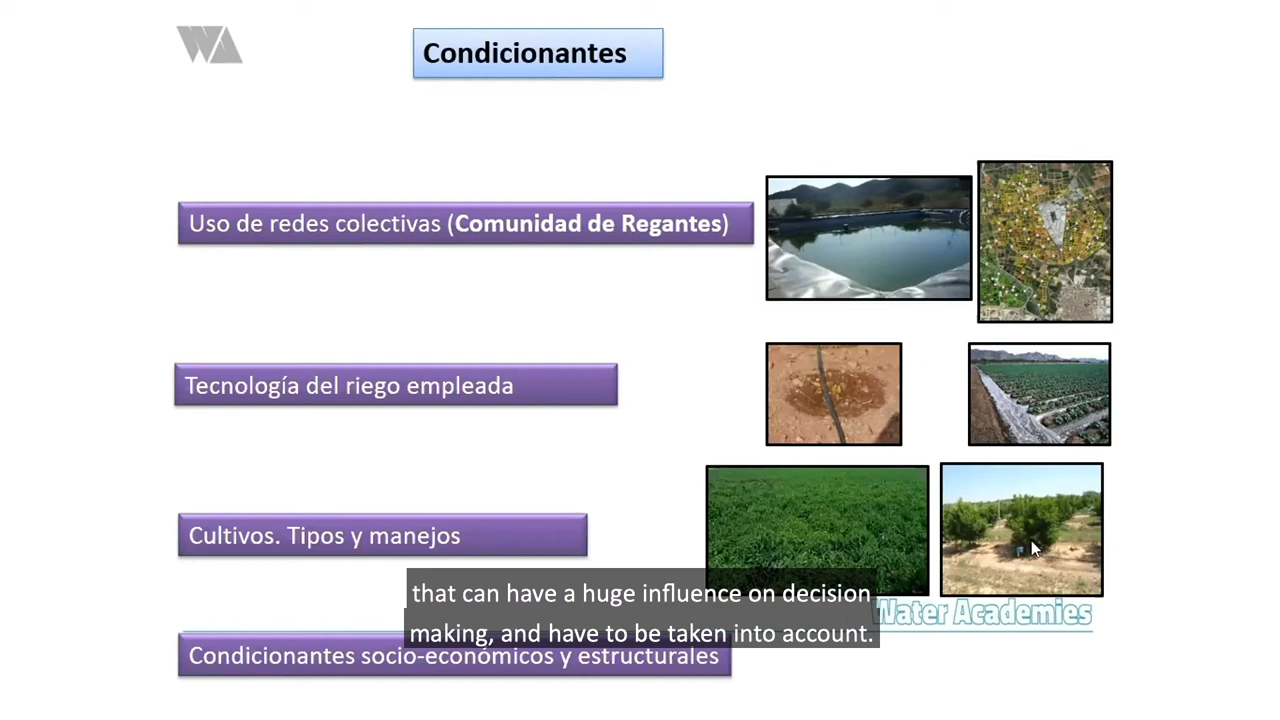 WA
Condicionantes
Uso de redes colectivas (Comunidad de Regantes)
Tecnología del riego empleada
Cultivos. Tipos y manejos
that can have a huge influence on decision
making, and have to be taken into account.
Water Academies
Condicionantes socio-económicos y estructurales